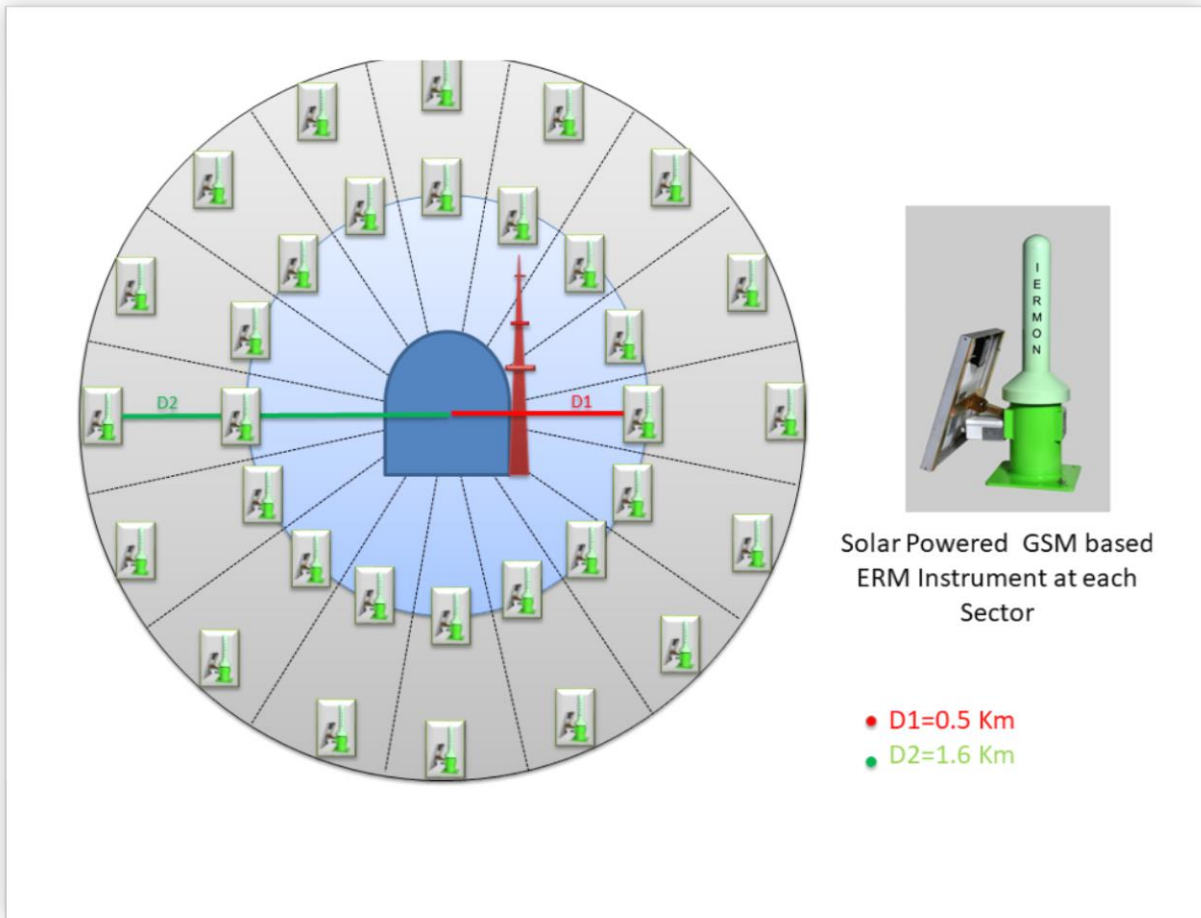 D2
D1
I
E
R
M
O
N
Solar Powered GSM based
ERM Instrument at each
Sector
D1=0.5 Km
D2=1.6 Km